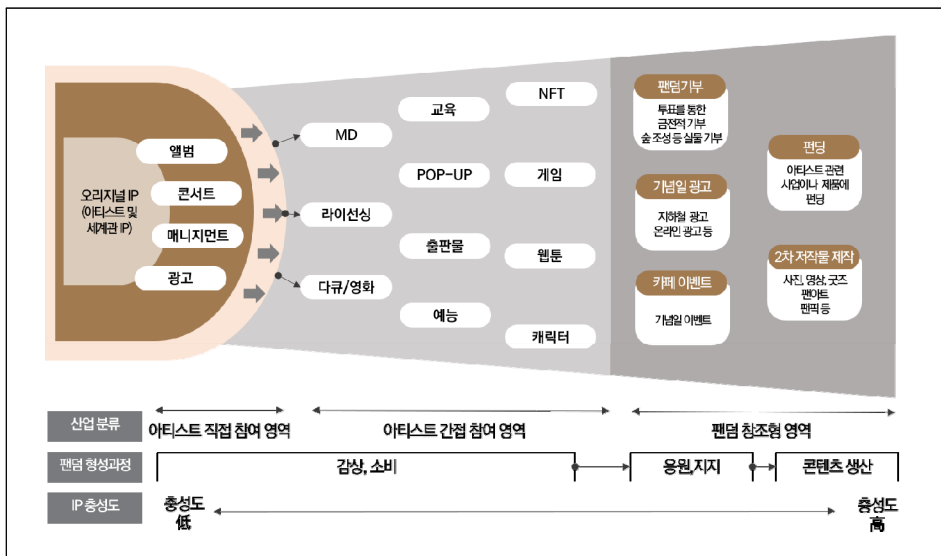 오리지널 IP
(아티스트 및
세계관 IP)
앨범
콘서트
매니지먼트
광고
MD
라이선싱
다큐/영화
교육
POP-UP
출판물
예능
NFT
게임
웹툰
캐릭터
팬덤기부
투표를 통한
금전적 기부
숲 조성 등 실물 기부
기념일 광고
지하철 광고
온라인 광고 등
카페 이벤트
기념일 이벤트
펀딩
아티스트 관련
사업이나 제품에
펀딩
2차 저작물 제작
사진, 영상, 굿즈
팬아트
팬픽 등
산업 분류
아티스트 직접 참여 영역
아티스트 간접 참여 영역
팬덤 창조형 영역
팬덤 형성과정
감상, 소비
응원,지지
콘텐츠 생산
IP 충성도
충성도
低
충성도
高